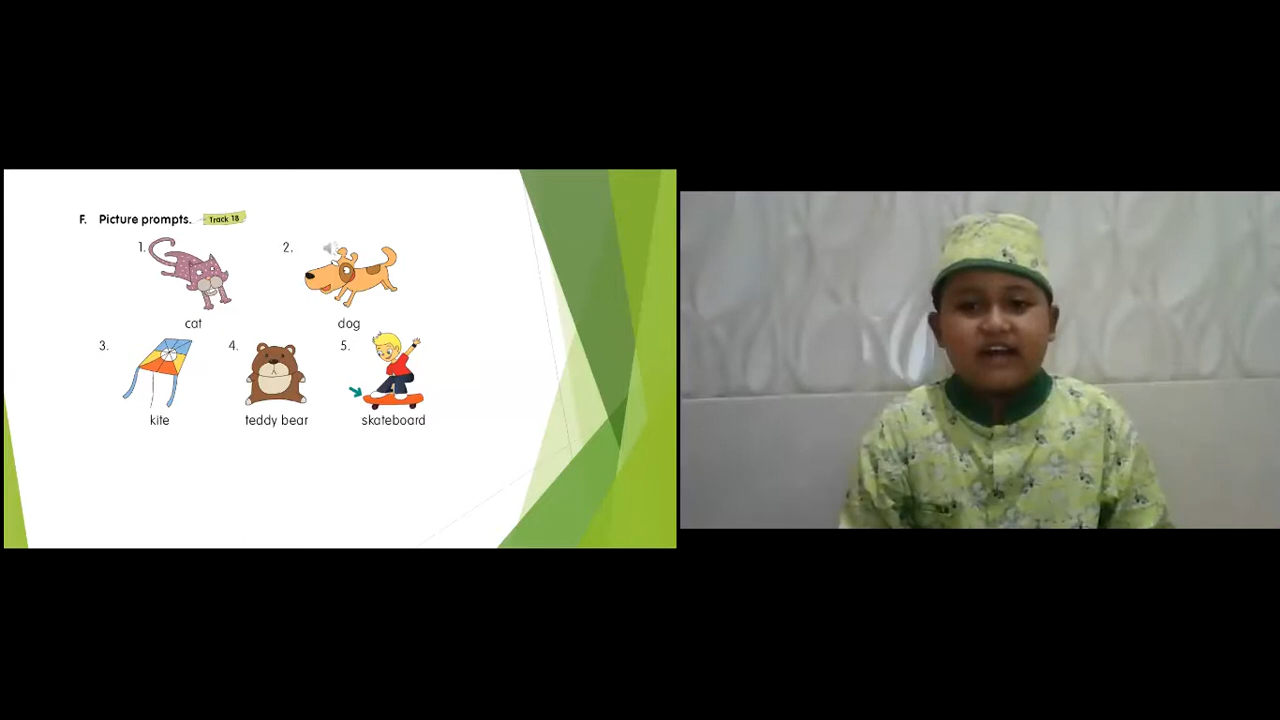 F. Picture prompts. Track 18
1. 2.
cat dog
3. 4. 5.
kite teddy bear skateboard